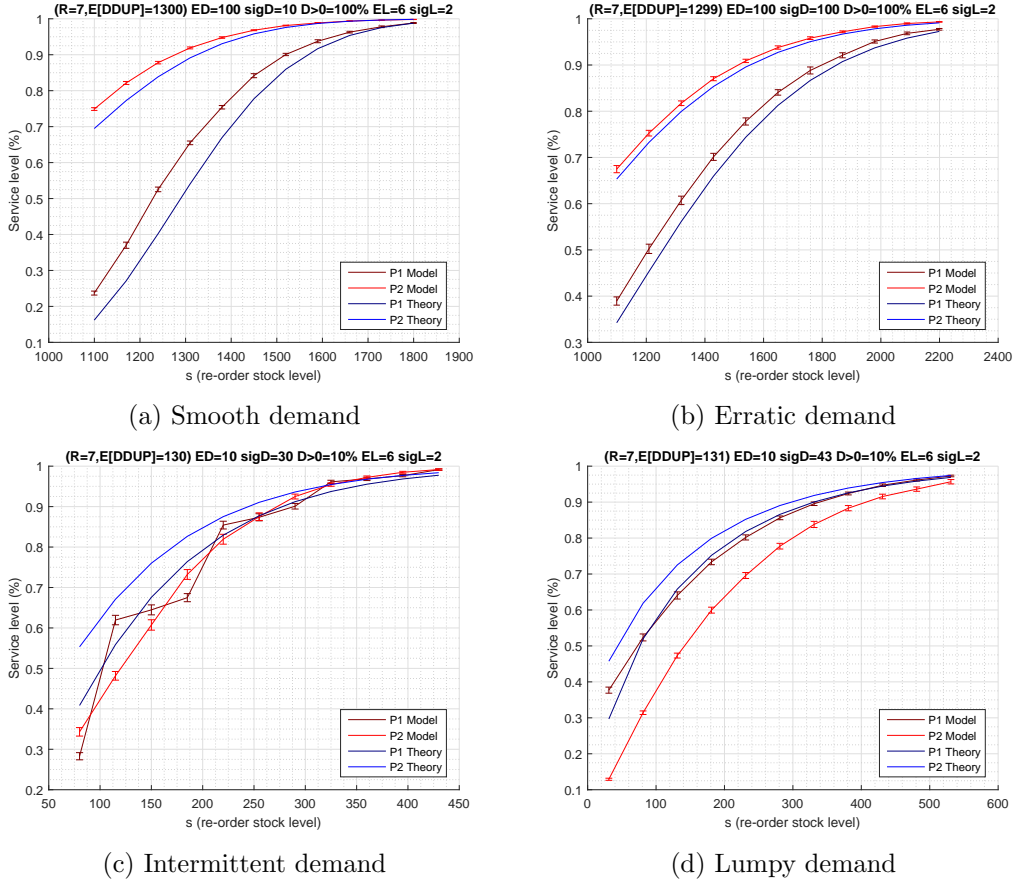 (R=7,E[DDUP]=1300) ED=100 sigD=10 D>0=100% EL=6 sigL=2
Service level (%)
1
0.9
0.8
0.7
0.6
0.5
0.4
0.3
0.2
0.1
1000 1100 1200 1300 1400 1500 1600 1700 1800 1900
s (re-order stock level)
P1 Model
P2 Model
P1 Theory
P2 Theory
(a) Smooth demand
(R=7,E[DDUP]=1299) ED=100 sigD=100 D>0=100% EL=6 sigL=2
Service level (%)
1
0.9
0.8
0.7
0.6
0.5
0.4
0.3
1000 1200 1400 1600 1800 2000 2200 2400
s (re-order stock level)
P1 Model
P2 Model
P1 Theory
P2 Theory
(b) Erratic demand
(R=7,E[DDUP]=130) ED=10 sigD=30 D>0=10% EL=6 sigL=2
Service level (%)
1
0.9
0.8
0.7
0.6
0.5
0.4
0.3
0.2
50 100 150 200 250 300 350 400 450
s (re-order stock level)
P1 Model
P2 Model
P1 Theory
P2 Theory
(c) Intermittent demand
(R=7,E[DDUP]=131) ED=10 sigD=43 D>0=10% EL=6 sigL=2
Service level (%)
1
0.9
0.8
0.7
0.6
0.5
0.4
0.3
0.2
0.1
0 100 200 300 400 500 600
s (re-order stock level)
P1 Model
P2 Model
P1 Theory
P2 Theory
(d) Lumpy demand